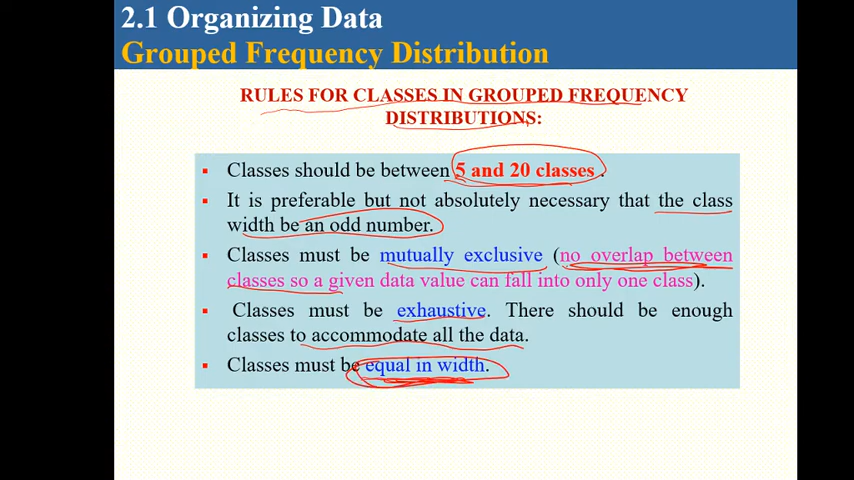 2.1 Organizing Data
Grouped Frequency Distribution
RULES FOR CLASSES IN GROUPED FREQUENCY
DISTRIBUTIONS:
▪ Classes should be between 5 and 20 classes .
▪ It is preferable but not absolutely necessary that the class
width be an odd number.
▪ Classes must be mutually exclusive (no overlap between
classes so a given data value can fall into only one class).
▪ Classes must be exhaustive. There should be enough
classes to accommodate all the data.
▪ Classes must be equal in width.